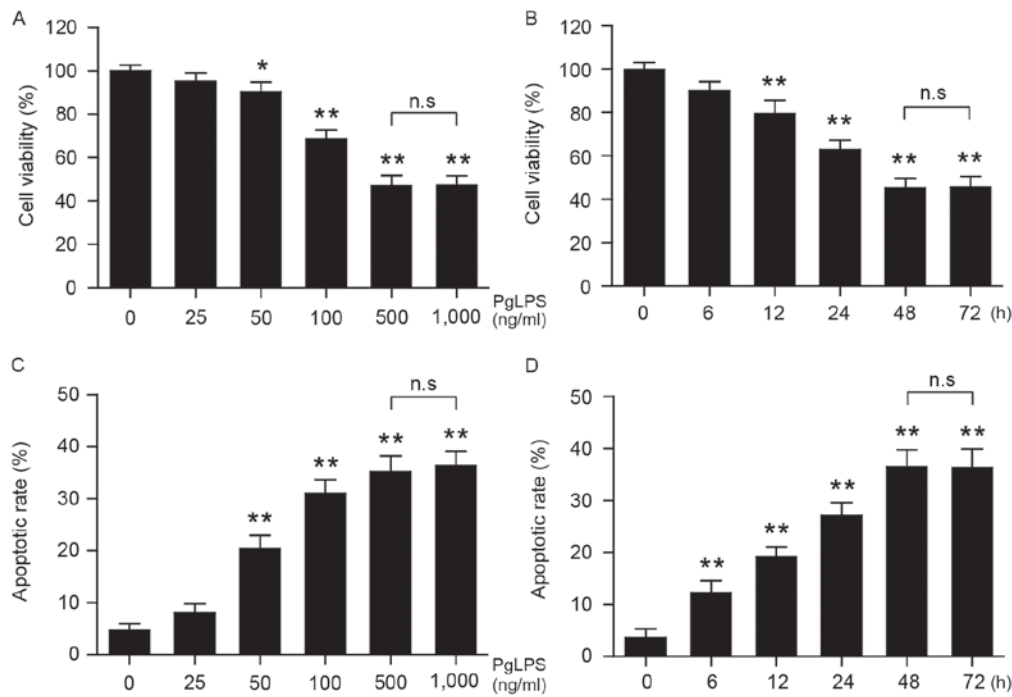 A
Cell viability (%)
120
100
80
60
40
20
0
*
**
**
**
n.s
0 25 50 100 500 1,000
PgLPS
(ng/ml)
B
Cell viability (%)
120
100
80
60
40
20
0
**
**
**
**
n.s
0 6 12 24 48 72 (h)
C
Apoptotic rate (%)
50
40
30
20
10
0
**
**
**
**
n.s
0 25 50 100 500 1,000
PgLPS
(ng/ml)
D
Apoptotic rate (%)
50
40
30
20
10
0
**
**
**
**
**
n.s
0 6 12 24 48 72 (h)